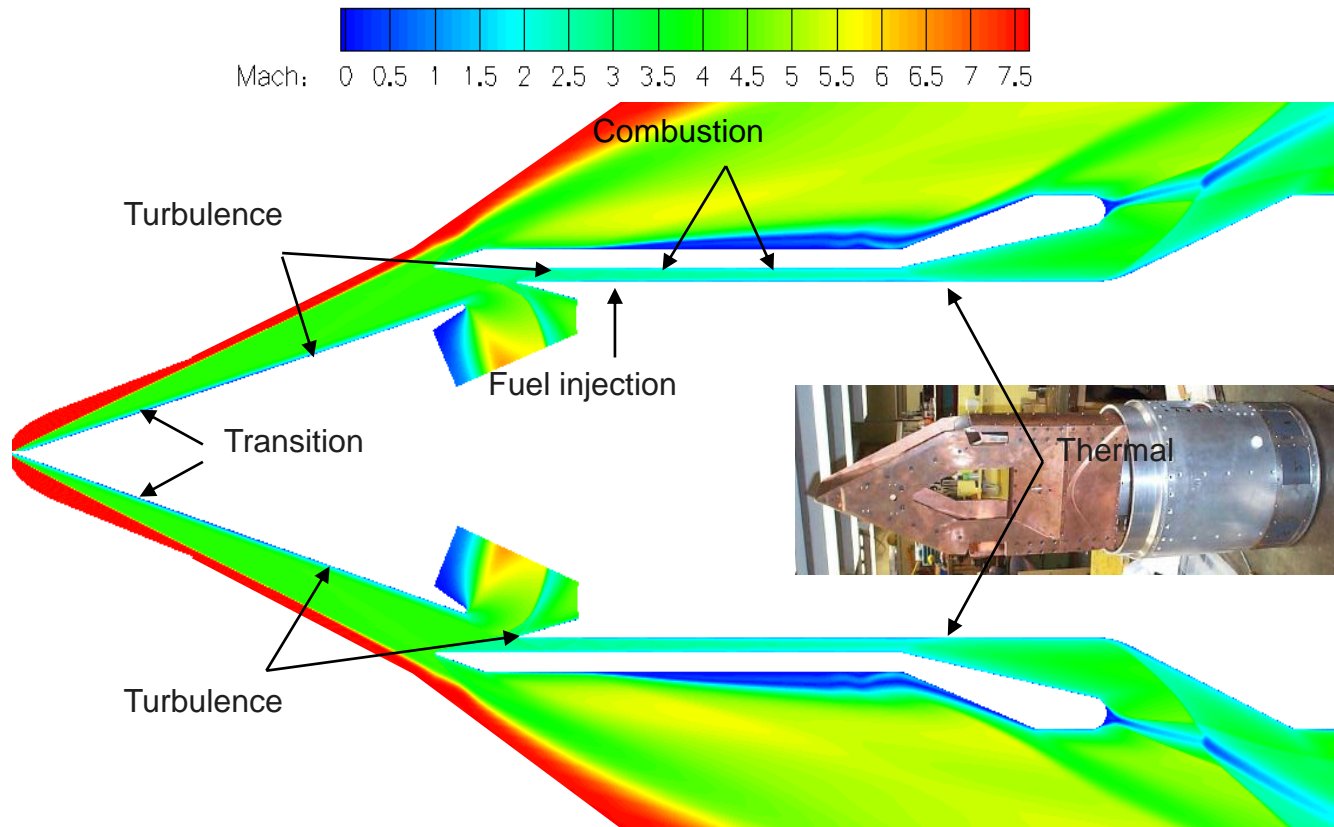 Mach: 0 0.5 1 1.5 2 2.5 3 3.5 4 4.5 5 5.5 6 6.5 7 7.5
Combustion
Turbulence
Fuel injection
Transition
Thermal
Turbulence